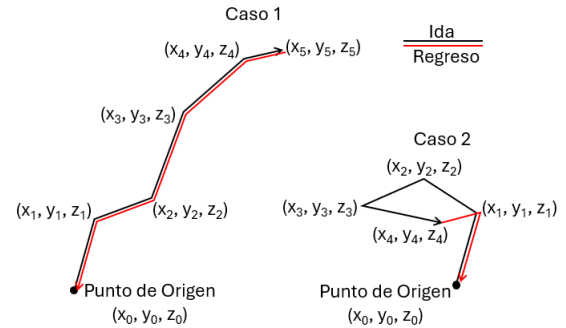 Caso 1
(x₄, y₄, z₄)
(x₅, y₅, z₅)
Ida
Regreso
(x₃, y₃, z₃)
(x₁, y₁, z₁)
(x₂, y₂, z₂)
Punto de Origen
(x₀, y₀, z₀)
Caso 2
(x₂, y₂, z₂)
(x₃, y₃, z₃)
(x₁, y₁, z₁)
(x₄, y₄, z₄)
Punto de Origen
(x₀, y₀, z₀)